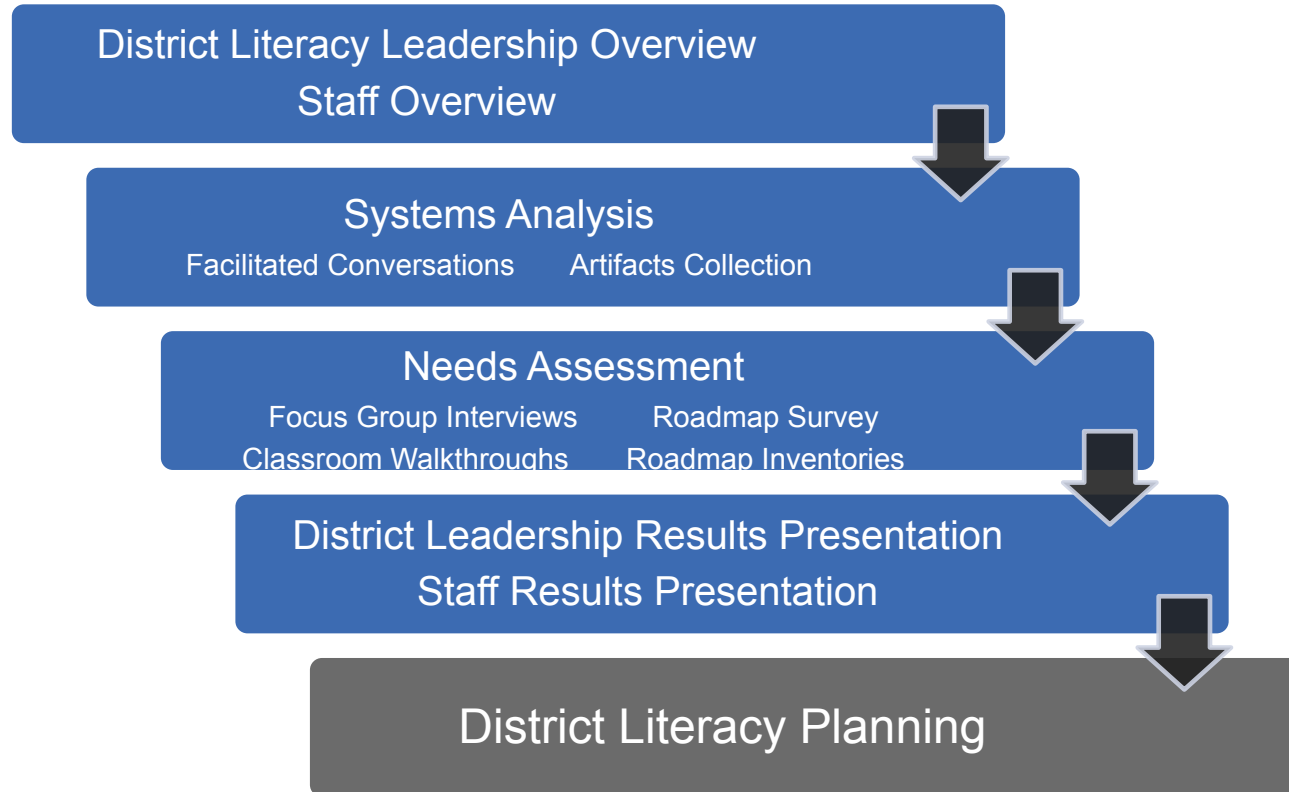 District Literacy Leadership Overview
Staff Overview
Systems Analysis
Facilitated Conversations Artifacts Collection
Needs Assessment
Focus Group Interviews Roadmap Survey
Classroom Walkthroughs Roadmap Inventories
District Leadership Results Presentation
Staff Results Presentation
District Literacy Planning